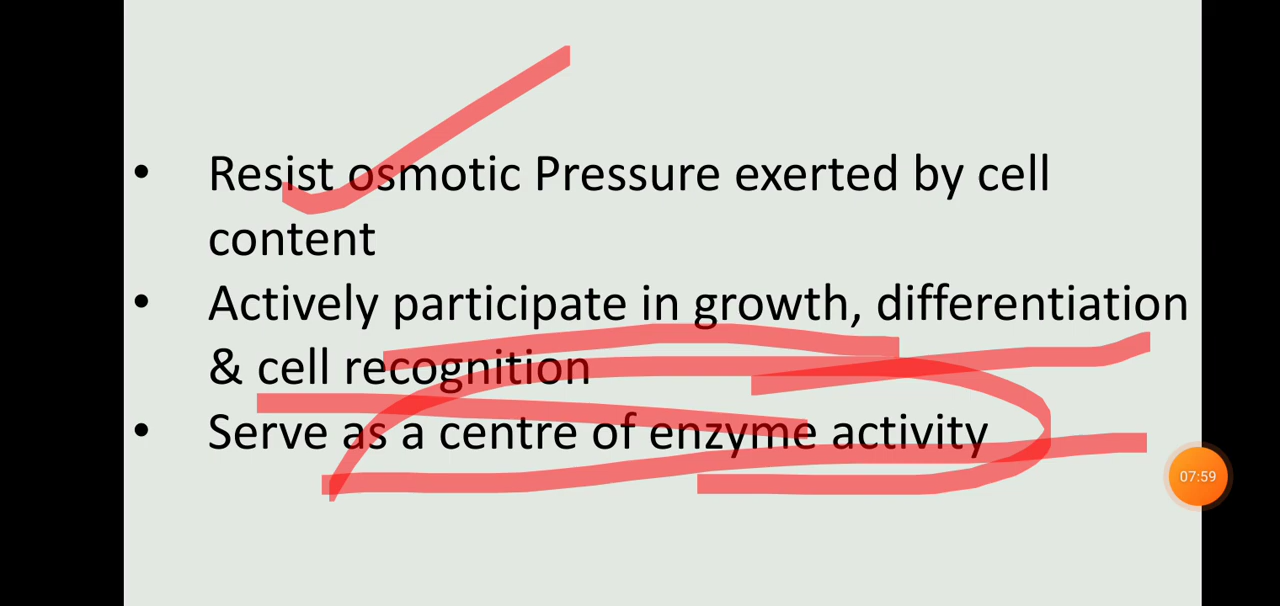 • Resist osmotic Pressure exerted by cell
content
• Actively participate in growth, differentiation
& cell recognition
• Serve as a centre of enzyme activity
07:59